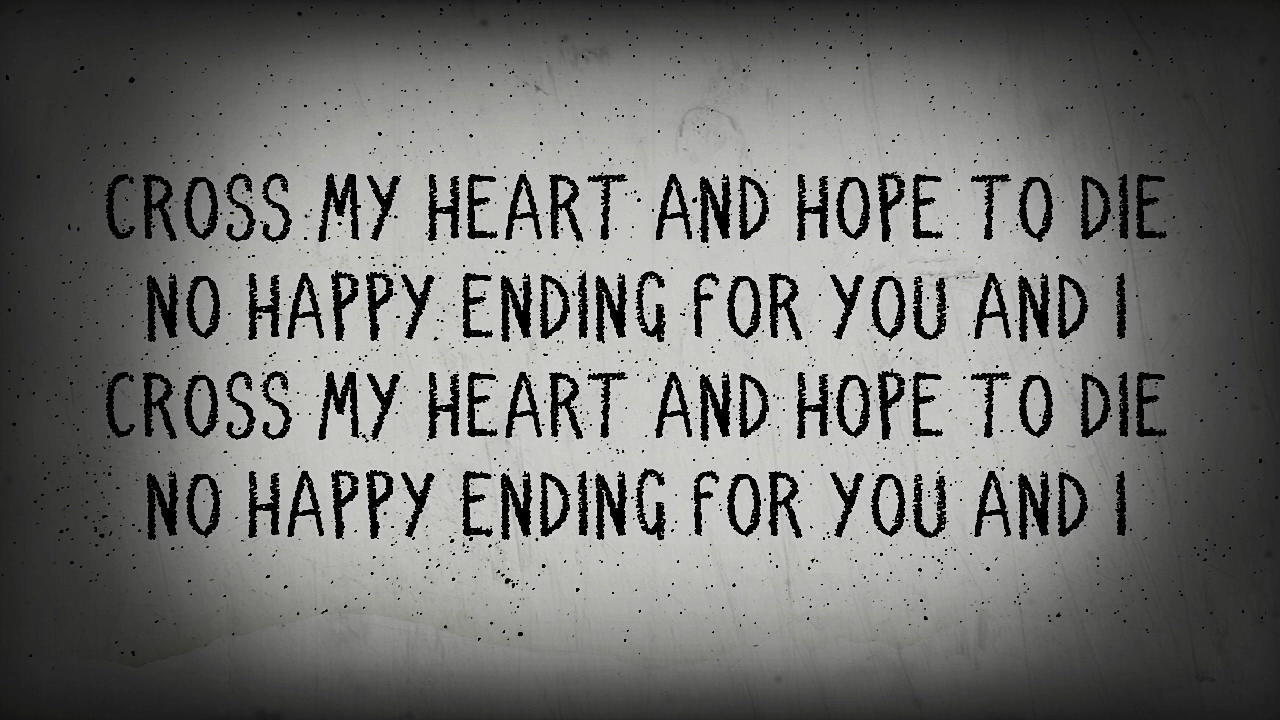 CROSS MY HEART AND HOPE TO DIE
NO HAPPY ENDING FOR YOU AND I
CROSS MY HEART AND HOPE TO DIE
NO HAPPY ENDING FOR YOU AND I